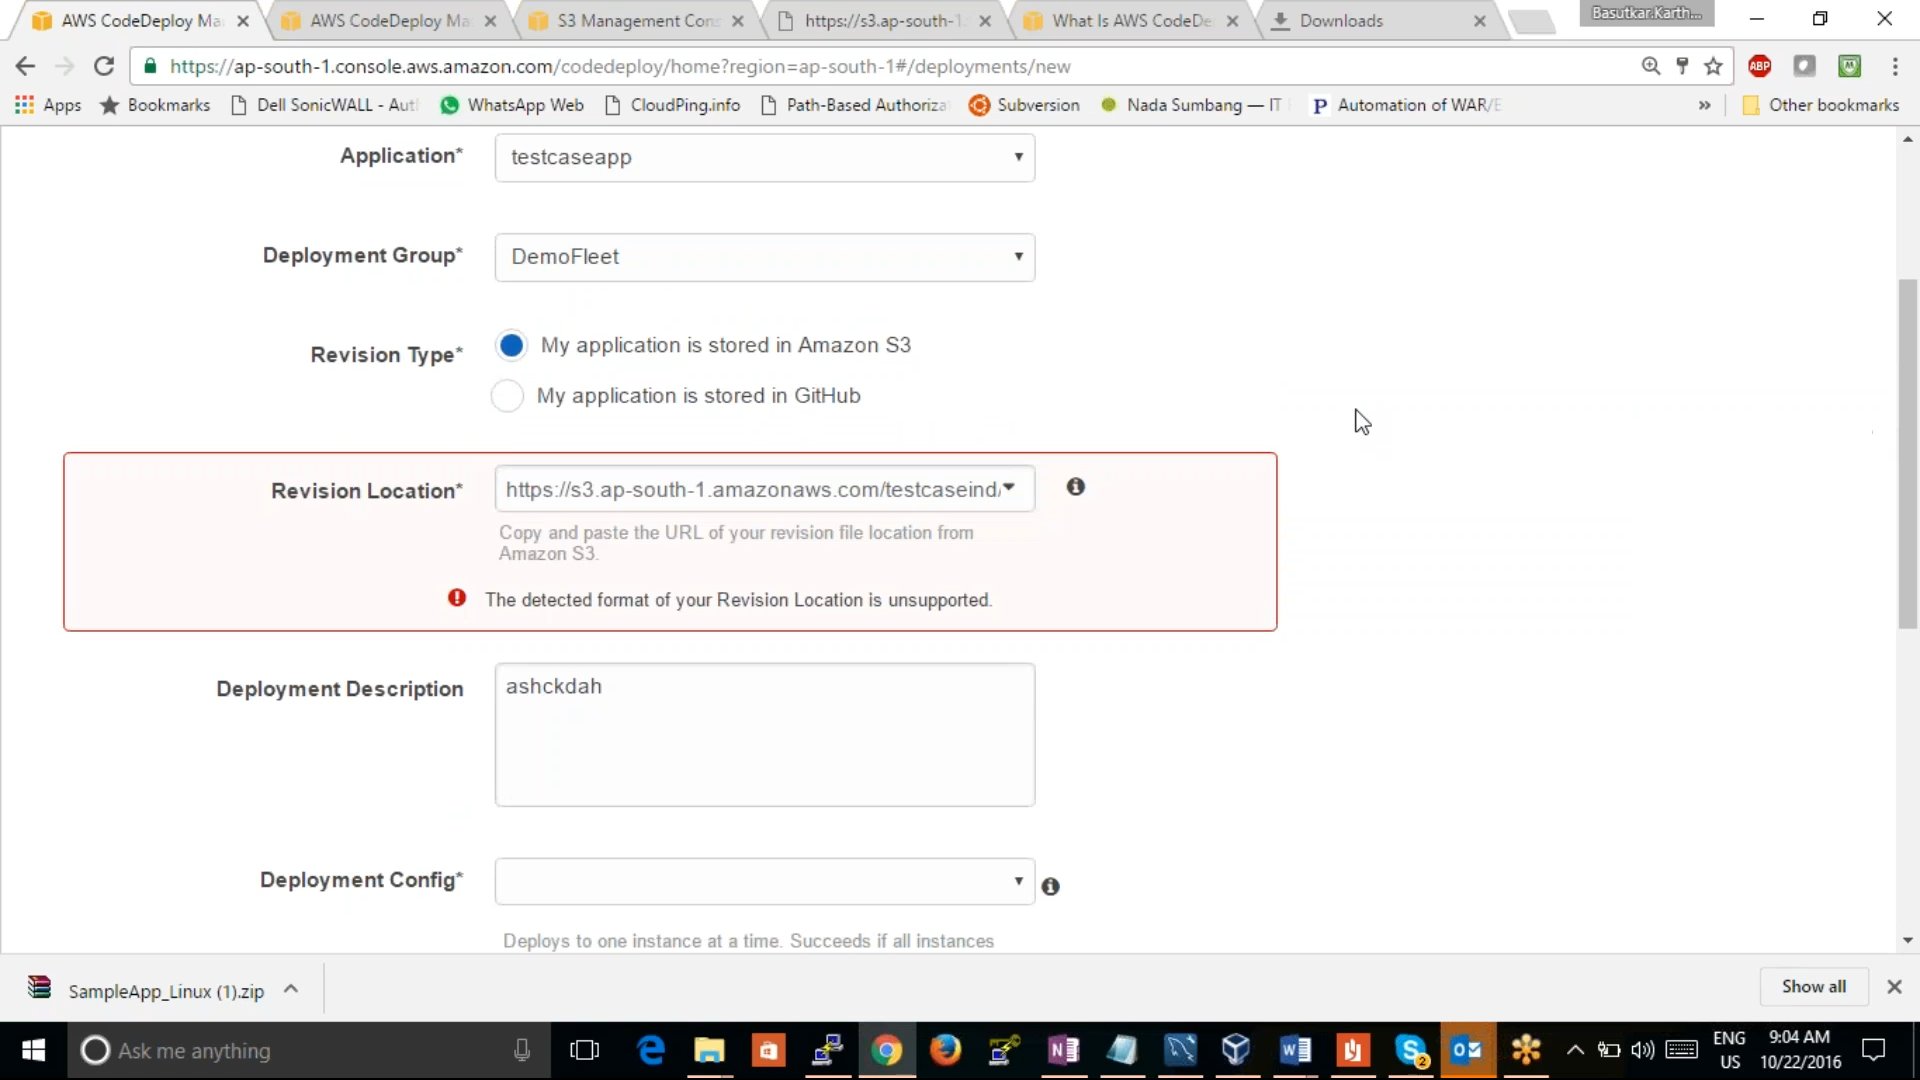 AWS CodeDeploy Ma
AWS CodeDeploy Ma
S3 Management Cons
https://s3.ap-south-1
What Is AWS CodeDe
Downloads
Basutkar.Karth...
https://ap-south-1.console.aws.amazon.com/codedeploy/home?region=ap-south-1#/deployments/new
ABP
Apps
Bookmarks
Dell SonicWALL - Aut
WhatsApp Web
CloudPing.info
Path-Based Authoriza
Subversion
Nada Sumbang — IT
P Automation of WAR/E
»
Other bookmarks
Application*
testcaseapp
Deployment Group*
DemoFleet
Revision Type*
My application is stored in Amazon S3
My application is stored in GitHub
Revision Location*
https://s3.ap-south-1.amazonaws.com/testcaseind/
Copy and paste the URL of your revision file location from
Amazon S3.
The detected format of your Revision Location is unsupported.
Deployment Description
ashckdah
Deployment Config*
Deploys to one instance at a time. Succeeds if all instances
SampleApp_Linux (1).zip
Show all
Ask me anything
ENG
US
9:04 AM
10/22/2016